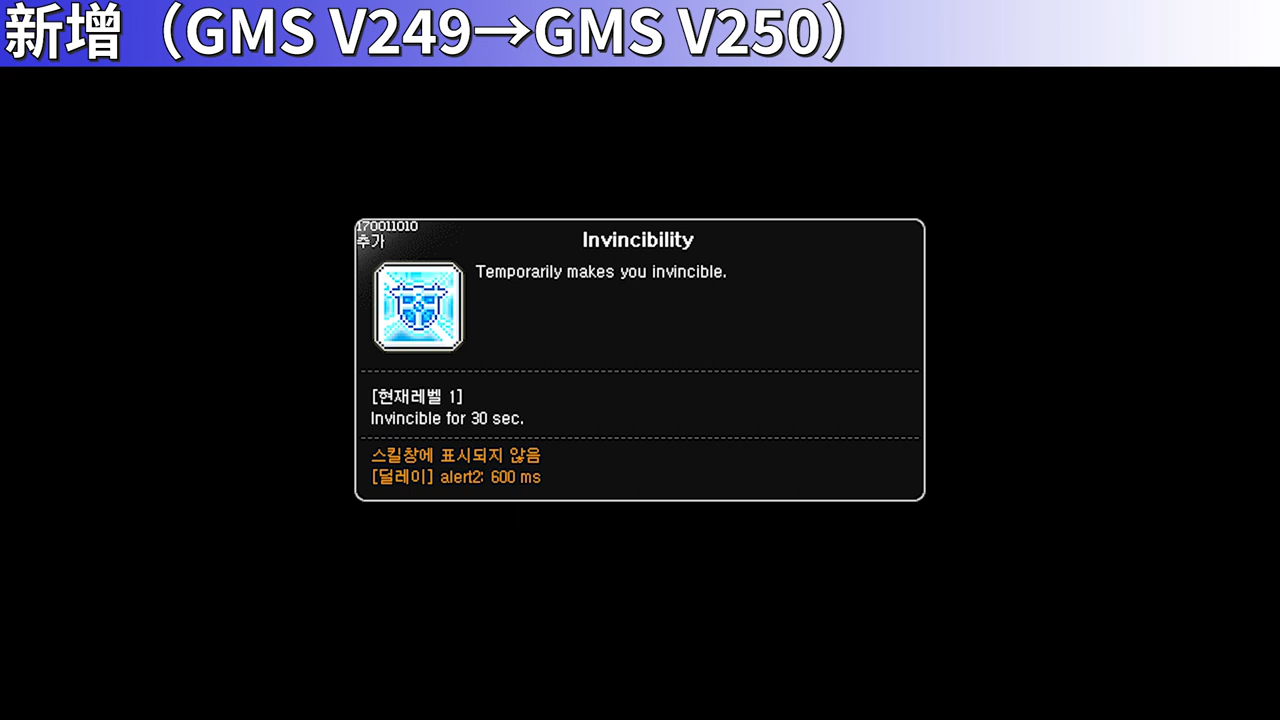 新增（GMS V249→GMS V250）
170011010
추가
Invincibility
Temporarily makes you invincible.
[현재레벨 1]
Invincible for 30 sec.
스킬창에 표시되지 않음
[딜레이] alert2: 600 ms